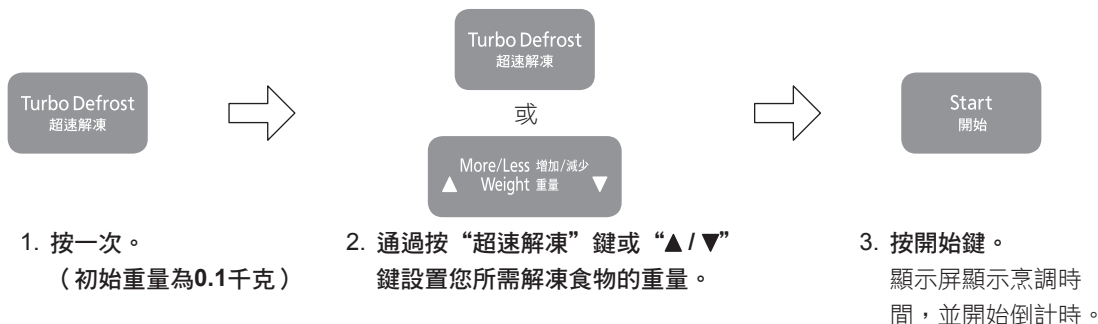 Turbo Defrost
超速解凍
Turbo Defrost
超速解凍
或
More/Less 增加/減少
▲ Weight 重量 ▼
Start
開始
1. 按一次。
（初始重量為0.1千克）
2. 通過按“超速解凍”鍵或“▲/▼”
鍵設置您所需解凍食物的重量。
3. 按開始鍵。
顯示屏顯示烹調時
間，並開始倒計時。